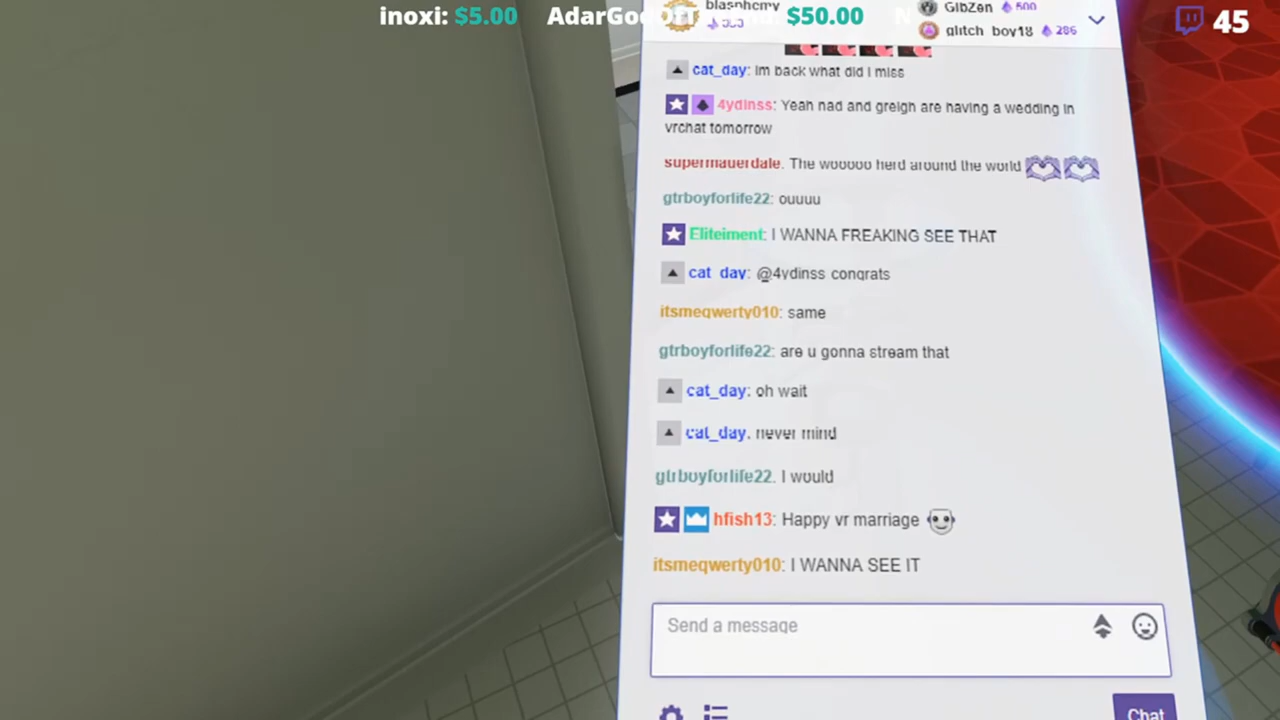 inoxi: $5.00 $50.00 N
45
blasphemy
GibZen 500
glitch_boy18 286
cat_day: im back what did I miss
4ydinss: Yeah nad and greigh are having a wedding in
vrchat tomorrow
supermauerdale: The wooooo herd around the world
gtrboyforlife22: ouuuu
Eliteiment: I WANNA FREAKING SEE THAT
cat_day: @4ydinss congrats
itsmeqwerty010: same
gtrboyforlife22: are u gonna stream that
cat_day: oh wait
cat_day: never mind
gtrboyforlife22: I would
hfish13: Happy vr marriage
itsmeqwerty010: I WANNA SEE IT
Send a message
Chat